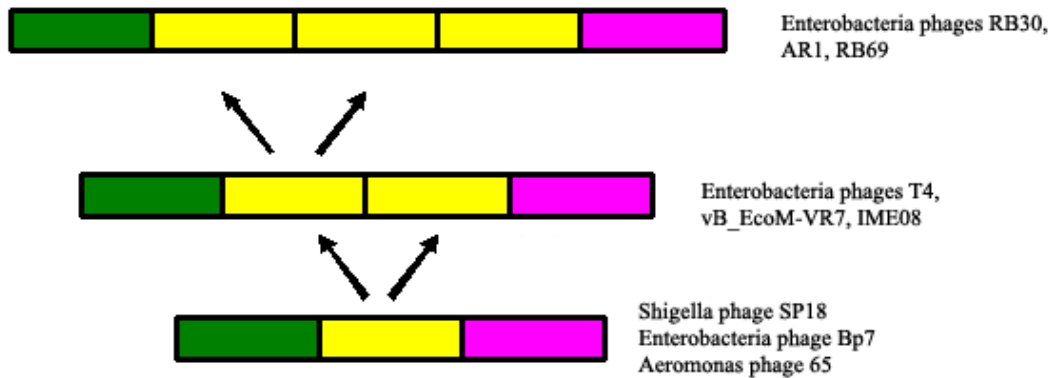 Enterobacteria phages RB30,
AR1, RB69
Enterobacteria phages T4,
vB_EcoM-VR7, IME08
Shigella phage SP18
Enterobacteria phage Bp7
Aeromonas phage 65